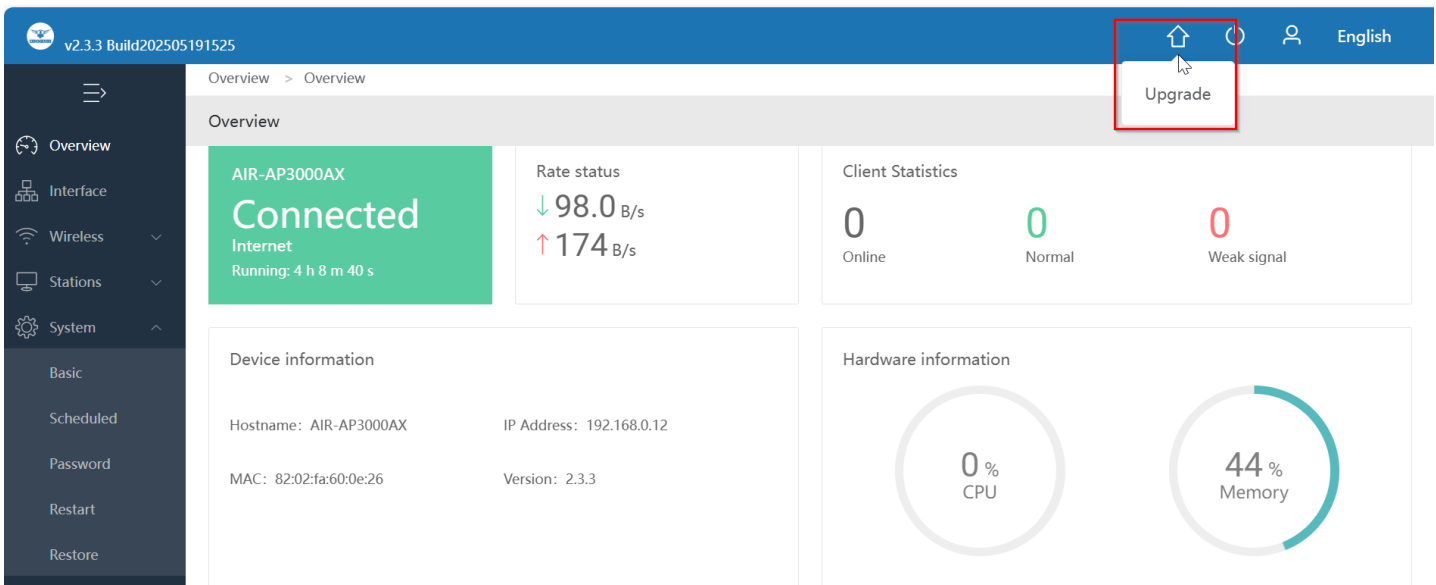 v2.3.3 Build202505191525
English
Upgrade
Overview > Overview
Overview
Overview
Interface
Wireless
Stations
System
Basic
Scheduled
Password
Restart
Restore
AIR-AP3000AX
Connected
Internet
Running: 4 h 8 m 40 s
Rate status
↓ 98.0 B/s
↑ 174 B/s
Client Statistics
0 0 0
Online Normal Weak signal
Device information
Hostname: AIR-AP3000AX IP Address: 192.168.0.12
MAC: 82:02:fa:60:0e:26 Version: 2.3.3
Hardware information
0 %
CPU
44 %
Memory